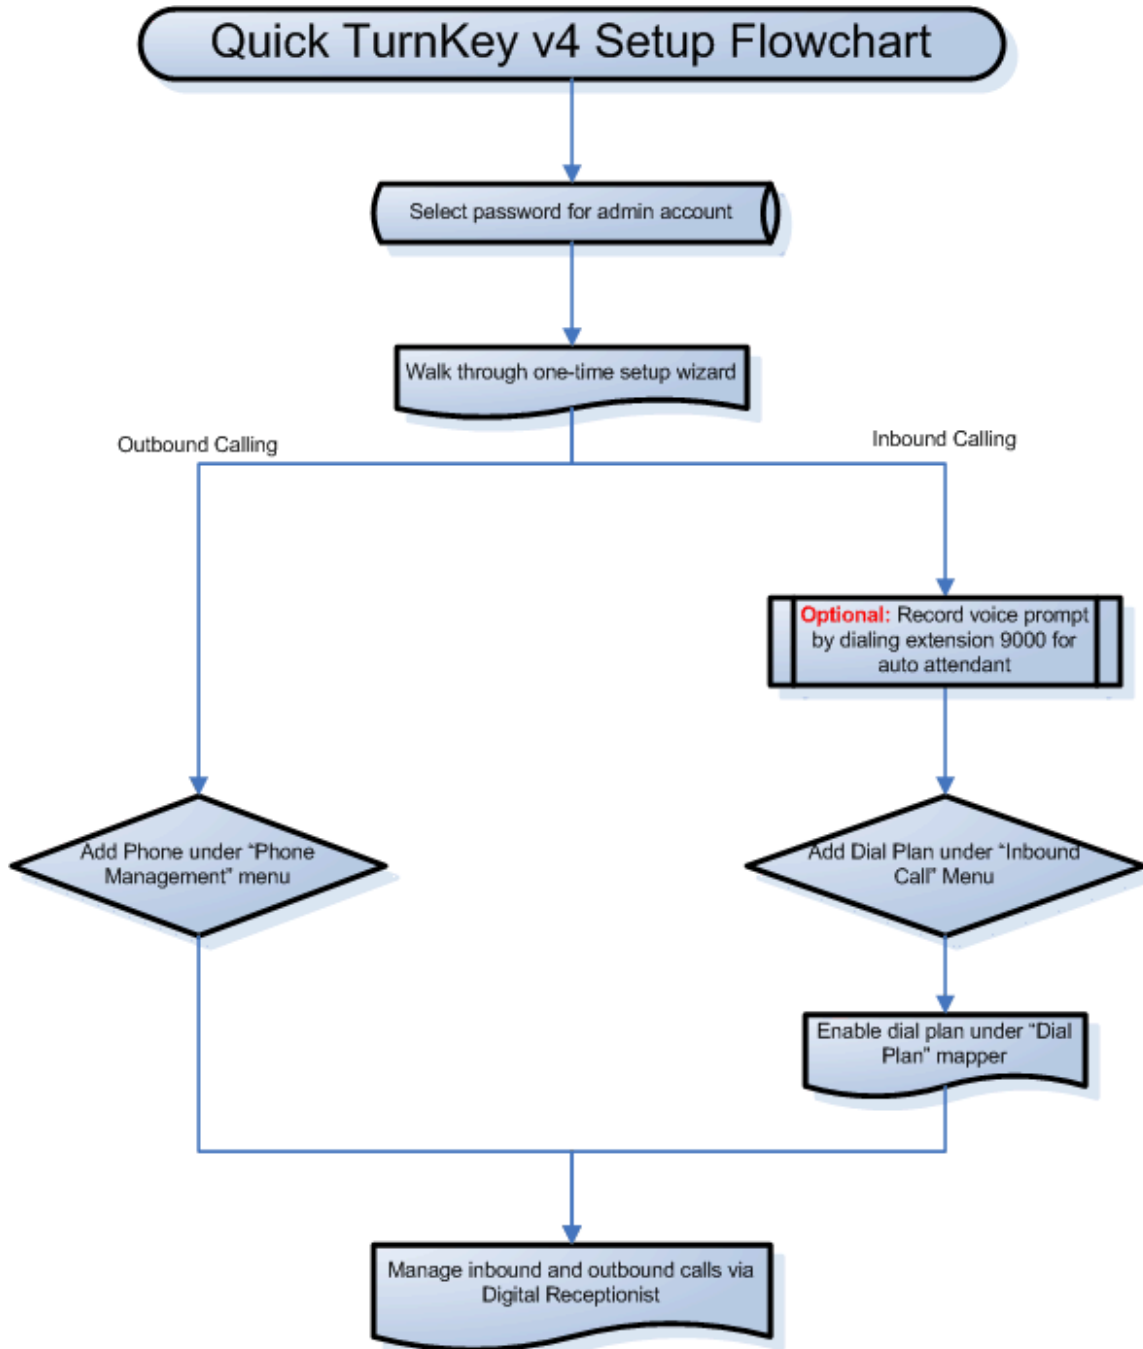 Quick TurnKey v4 Setup Flowchart
Select password for admin account
Walk through one-time setup wizard
Outbound Calling
Inbound Calling
Optional: Record voice prompt
by dialing extension 9000 for
auto attendant
Add Phone under “Phone
Management” menu
Add Dial Plan under “Inbound
Call” Menu
Enable dial plan under “Dial
Plan” mapper
Manage inbound and outbound calls via
Digital Receptionist